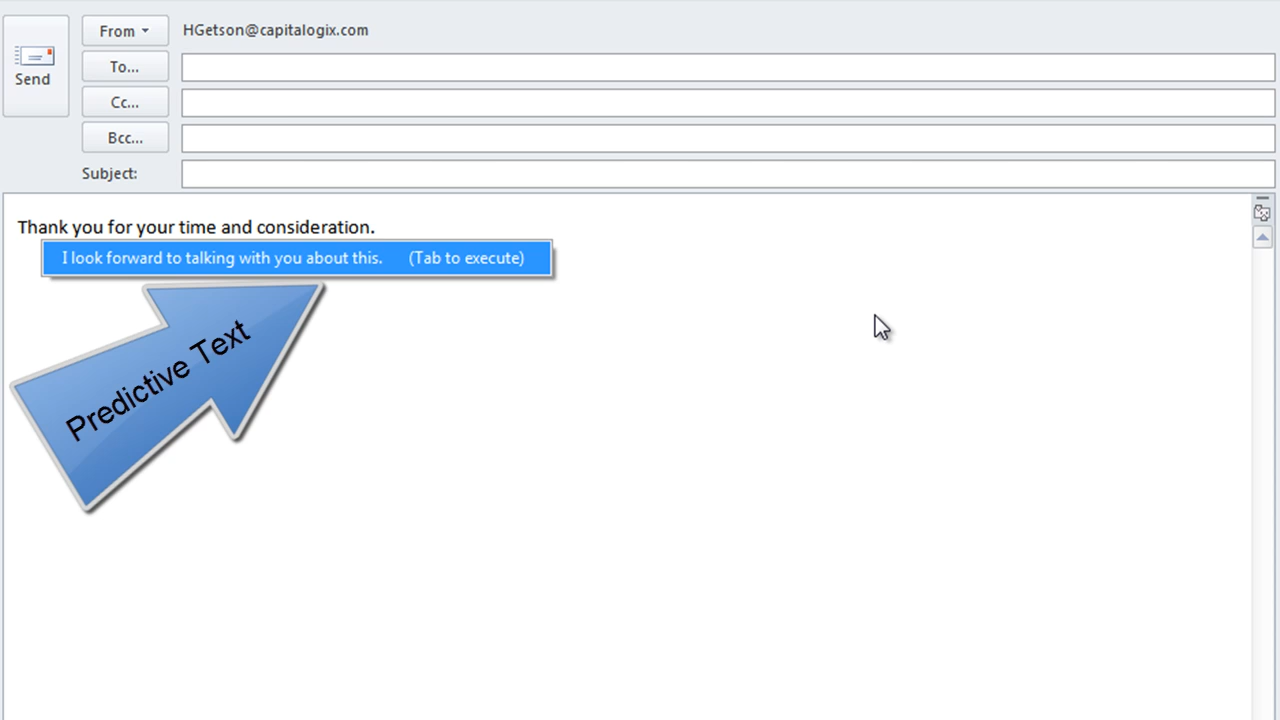 From
HGetson@capitalogix.com
Send
To...
Cc...
Bcc...
Subject:
Thank you for your time and consideration.
I look forward to talking with you about this. (Tab to execute)
Predictive Text